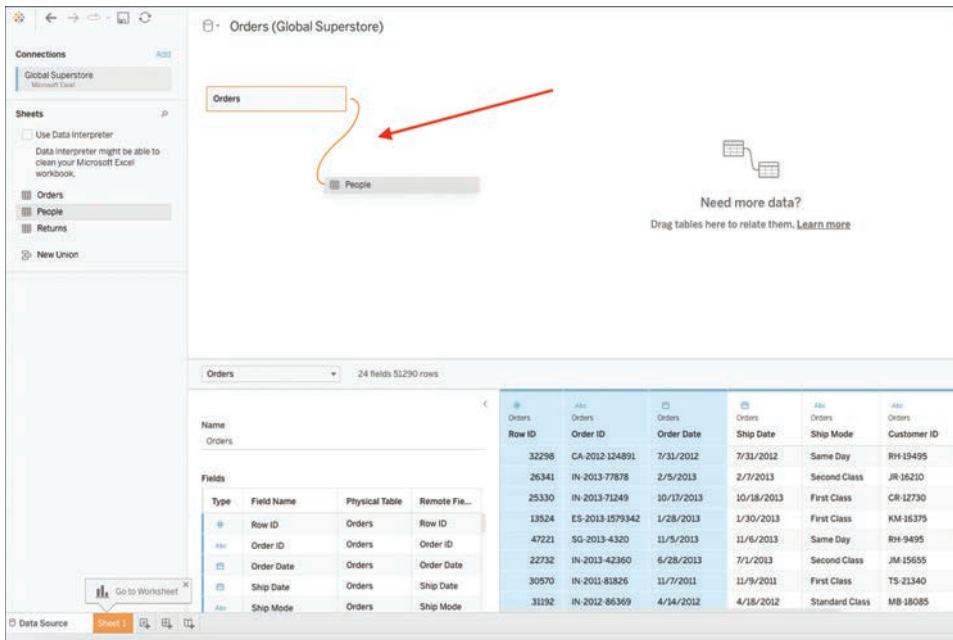 Orders (Global Superstore)
Connections Add
Global Superstore
Microsoft Excel
Sheets
Use Data Interpreter
Data Interpreter might be able to
clean your Microsoft Excel
workbook.
Orders
People
Returns
New Union
Orders
People
Need more data?
Drag tables here to relate them. Learn more
Orders 24 fields 51290 rows
Name
Orders
Fields
Type Field Name Physical Table Remote Fie...
Row ID Orders Row ID
Abc Order ID Orders Order ID
Order Date Orders Order Date
Ship Date Orders Ship Date
Abc Ship Mode Orders Ship Mode
Abc Abc Abc
Orders Orders Orders Orders Orders Orders
Row ID Order ID Order Date Ship Date Ship Mode Customer ID
32298 CA-2012-124891 7/31/2012 7/31/2012 Same Day RH-19495
26341 IN-2013-77878 2/5/2013 2/7/2013 Second Class JR-16210
25330 IN-2013-71249 10/17/2013 10/18/2013 First Class CR-12730
13524 ES-2013-1579342 1/28/2013 1/30/2013 First Class KM-16375
47221 SG-2013-4320 11/5/2013 11/6/2013 Same Day RH-9495
22732 IN-2013-42360 6/28/2013 7/1/2013 Second Class JM-15655
30570 IN-2011-81826 11/7/2011 11/9/2011 First Class TS-21340
31192 IN-2012-86369 4/14/2012 4/18/2012 Standard Class MB-18085
Go to Worksheet
Data Source Sheet 1